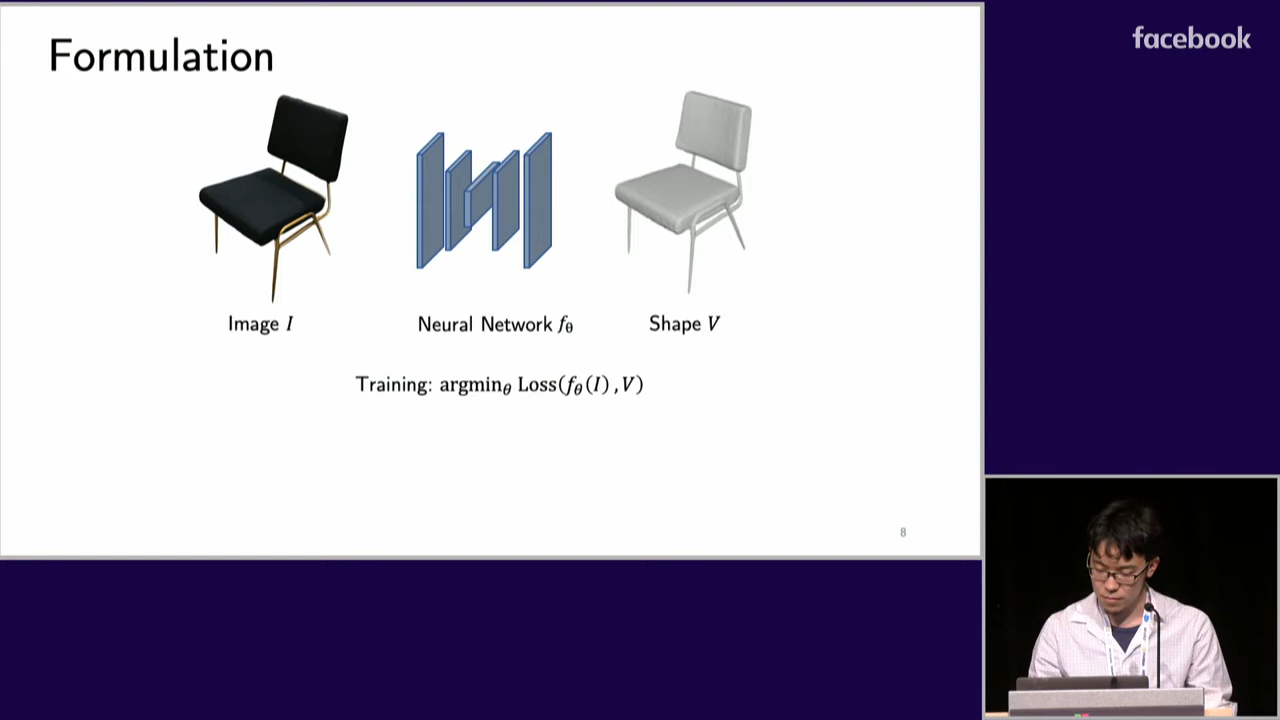 Formulation
facebook
Image I
Neural Network fθ
Shape V
Training: argminθ Loss(fθ(I) ,V)
8